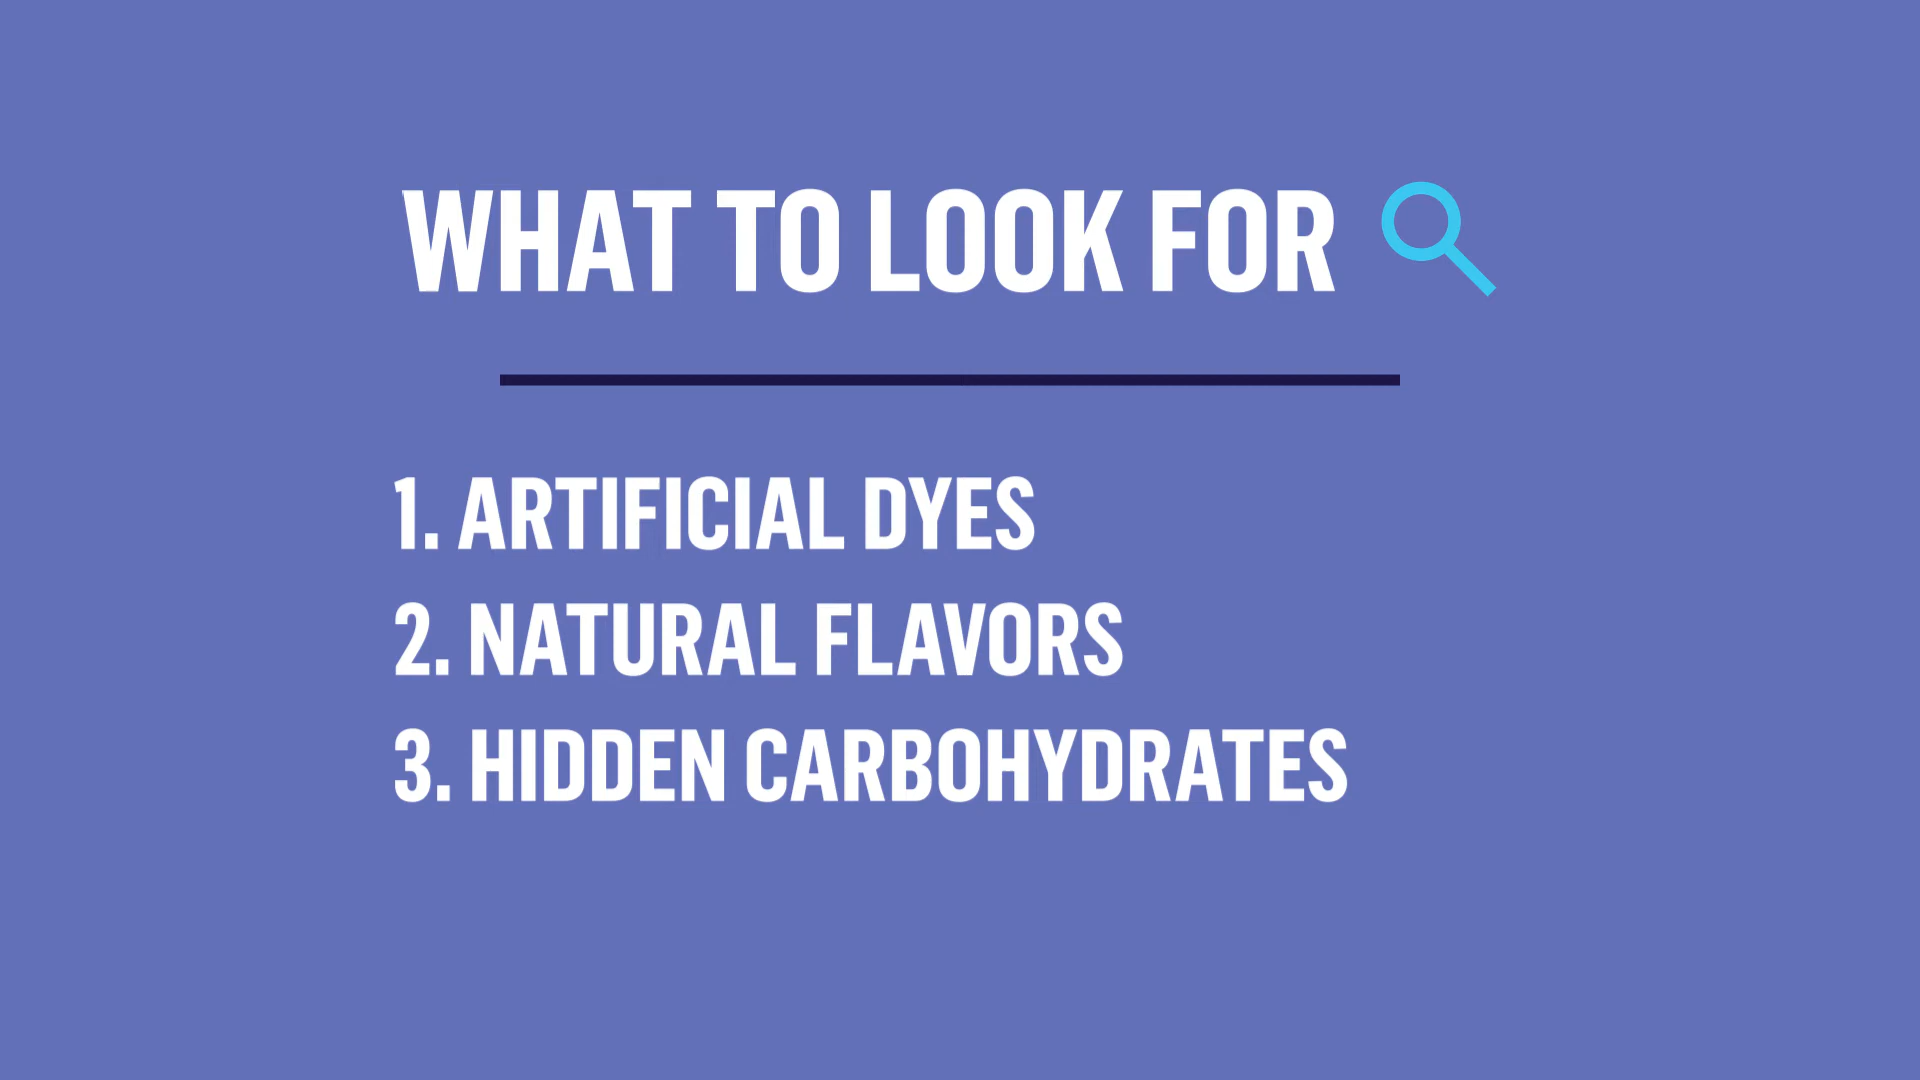 WHAT TO LOOK FOR
1. ARTIFICIAL DYES
2. NATURAL FLAVORS
3. HIDDEN CARBOHYDRATES